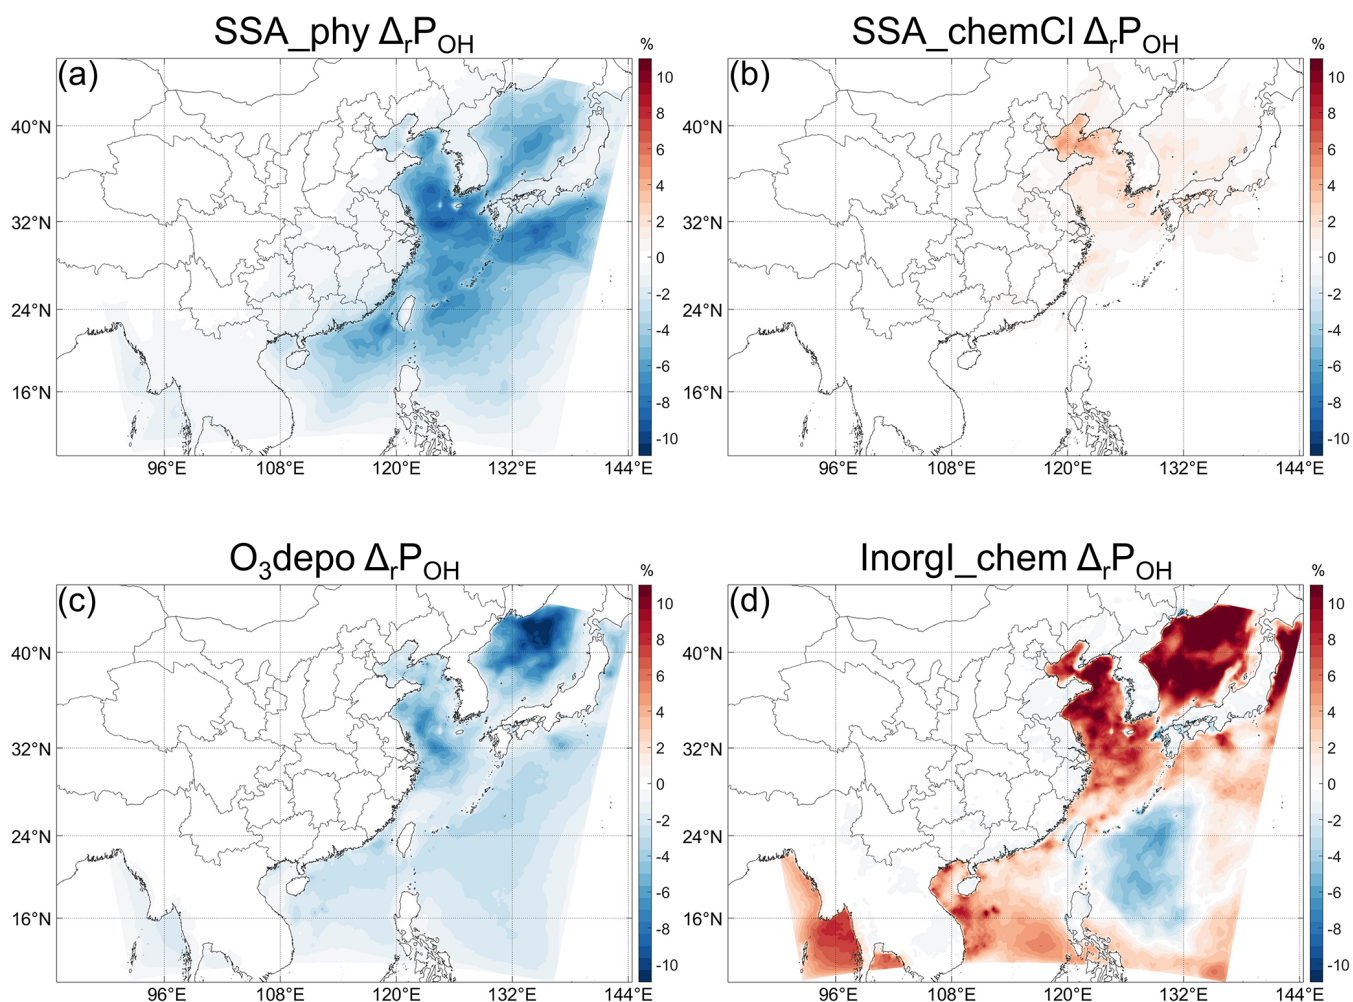 SSA_phy ΔrPOH
SSA_chemCl ΔrPOH
(a)
%
10
8
6
4
2
0
-2
-4
-6
-8
-10
40°N
32°N
24°N
16°N
96°E 108°E 120°E 132°E 144°E
(b)
%
10
8
6
4
2
0
-2
-4
-6
-8
-10
40°N
32°N
24°N
16°N
96°E 108°E 120°E 132°E 144°E
O3depo ΔrPOH
InorgI_chem ΔrPOH
(c)
%
10
8
6
4
2
0
-2
-4
-6
-8
-10
40°N
32°N
24°N
16°N
96°E 108°E 120°E 132°E 144°E
(d)
%
10
8
6
4
2
0
-2
-4
-6
-8
-10
40°N
32°N
24°N
16°N
96°E 108°E 120°E 132°E 144°E